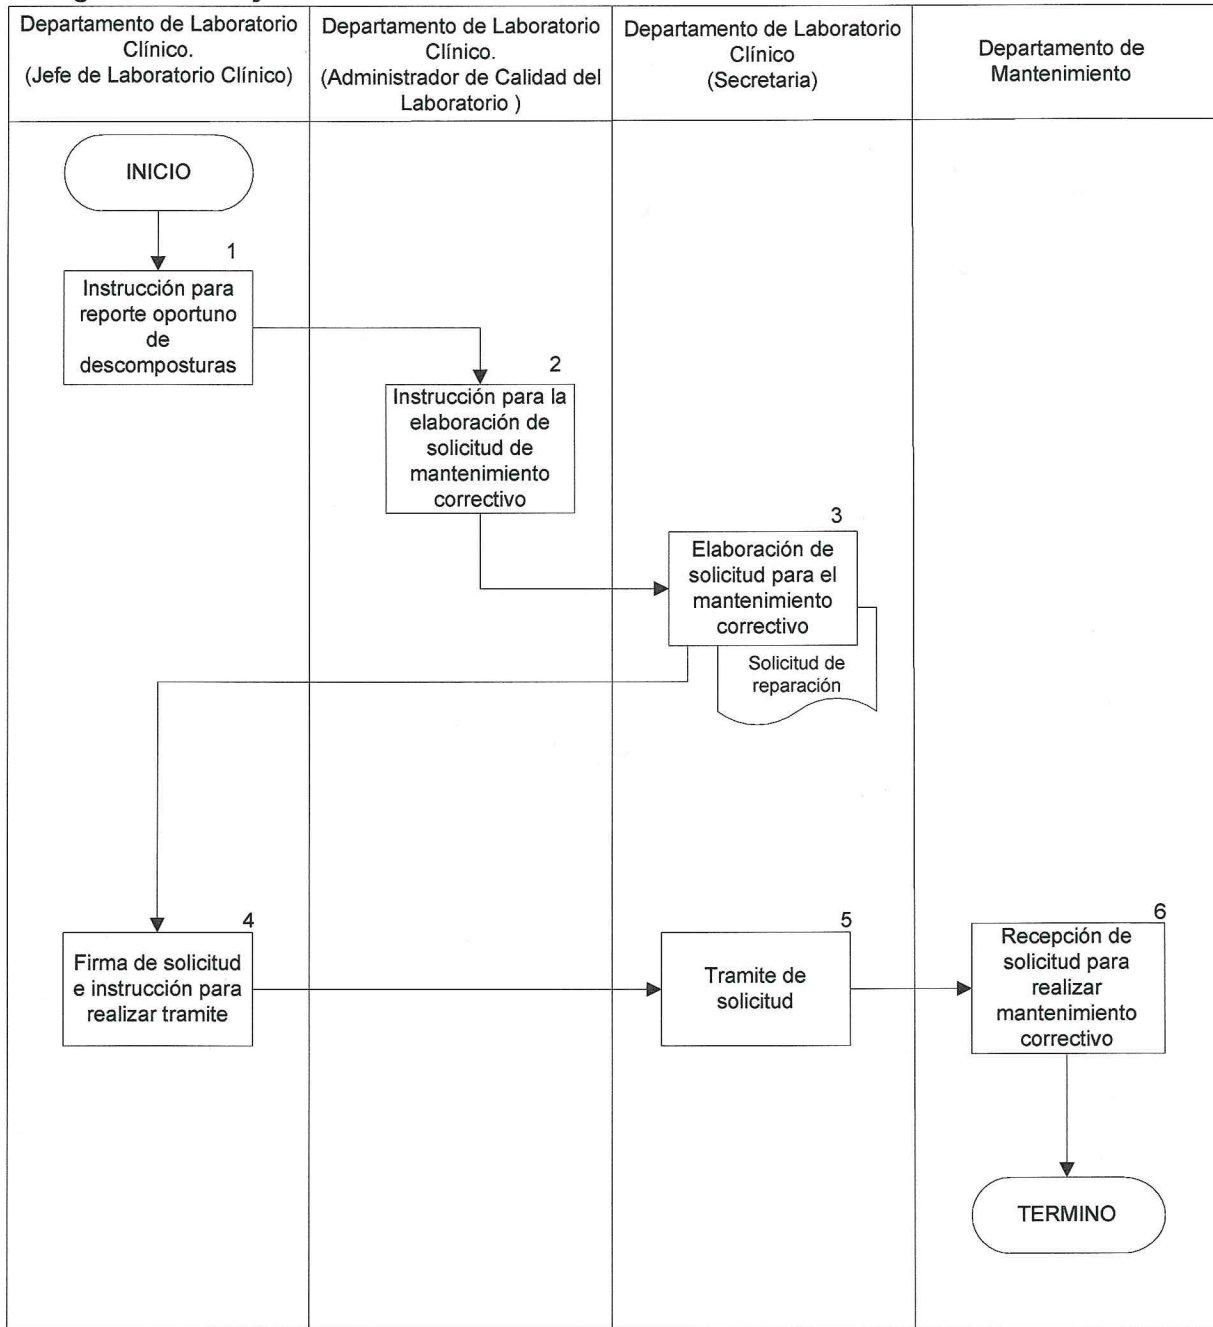 Departamento de Laboratorio
Clínico.
(Jefe de Laboratorio Clínico)
Departamento de Laboratorio
Clínico.
(Administrador de Calidad del
Laboratorio )
Departamento de Laboratorio
Clínico
(Secretaria)
Departamento de
Mantenimiento
INICIO
1
Instrucción para
reporte oportuno
de
descomposturas
2
Instrucción para la
elaboración de
solicitud de
mantenimiento
correctivo
3
Elaboración de
solicitud para el
mantenimiento
correctivo
Solicitud de
reparación
4
Firma de solicitud
e instrucción para
realizar tramite
5
Tramite de
solicitud
6
Recepción de
solicitud para
realizar
mantenimiento
correctivo
TERMINO